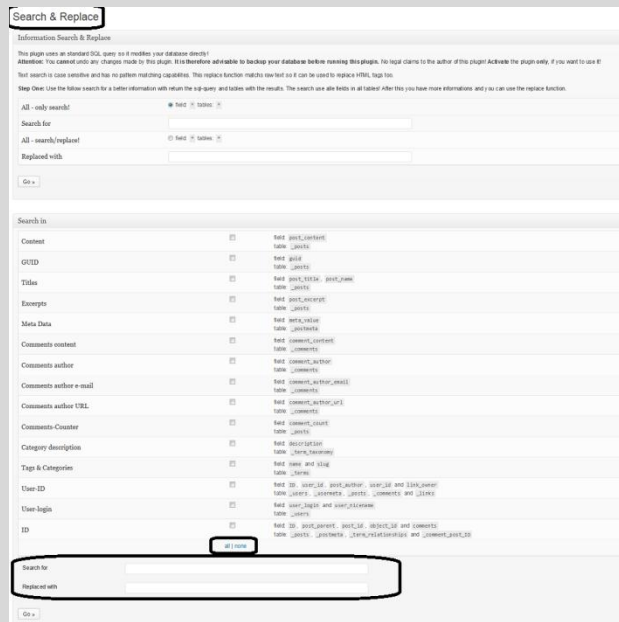 Search & Replace
Information Search & Replace
This plugin uses an standard SQL query so it modifies your database directly!
Attention: You cannot undo any changes made by this plugin. It is therefore advisable to backup your database before running this plugin. No legal claims to the author of this plugin! Activate the plugin only, if you want to use it!
Text search is case sensitive and has no pattern matching capabilities. This replace function matchs raw text so it can be used to replace HTML tags too.
Step One: Use the follow search for a better information with return the sql-query and tables with the results. The search use alle fields in all tables! After this you have more informations and you can use the replace function.
All - only search! field * tables *
Search for
All - search/replace! field * tables *
Replaced with
Go »
Search in
Content field post_content
table _posts
GUID field guid
table _posts
Titles field post_title, post_name
table _posts
Excerpts field post_excerpt
table _posts
Meta Data field meta_value
table _postmeta
Comments content field comment_content
table _comments
Comments author field comment_author
table _comments
Comments author e-mail field comment_author_email
table _comments
Comments author URL field comment_author_url
table _comments
Comments-Counter field comment_count
table _posts
Category description field description
table _term_taxonomy
Tags & Categories field name and slug
table _terms
User-ID field ID, user_id, post_author, user_id and link_owner
table _users, _usermeta, _posts, _comments and _links
User-login field user_login and user_nicename
table _users
ID field ID, post_parent, post_id, object_id and comments
table _posts, _postmeta, _term_relationships and _comment_post_ID
all | none
Search for
Replaced with
Go »